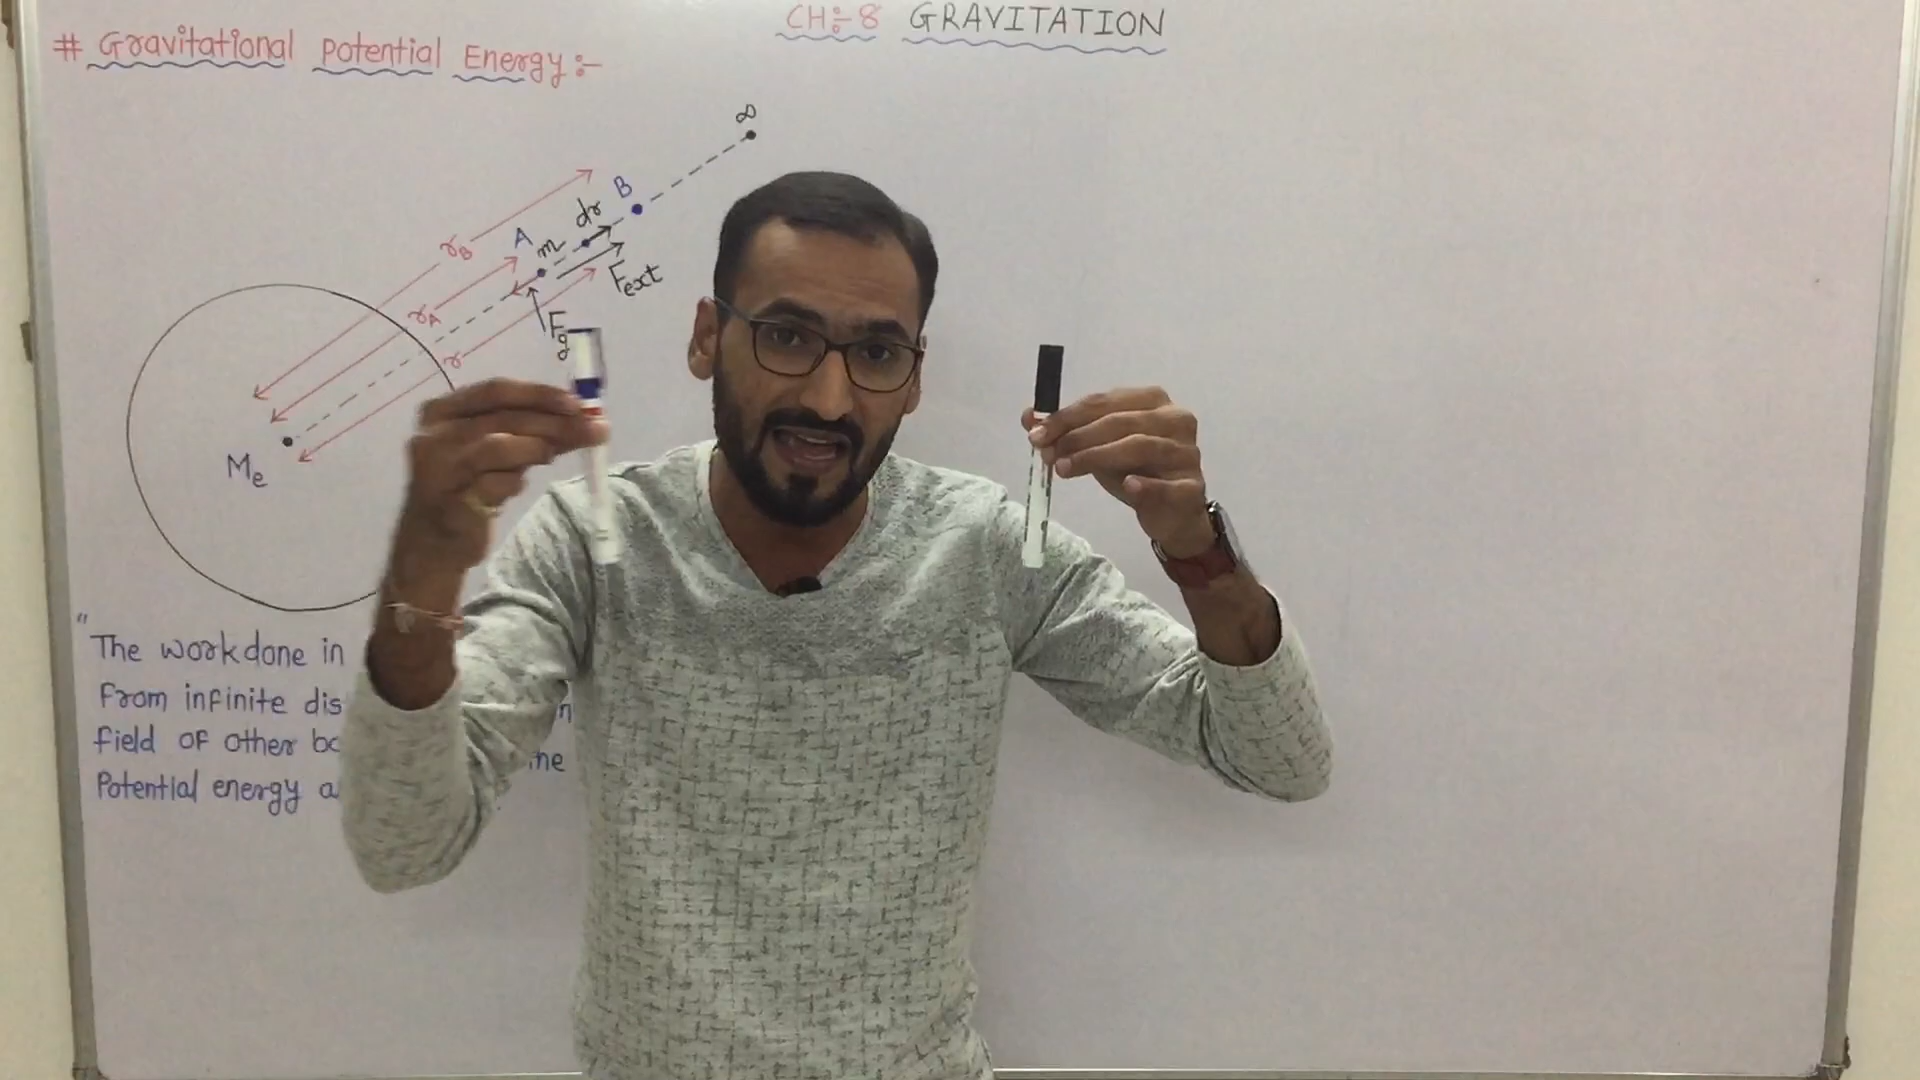 CH:- 8 GRAVITATION
# Gravitational Potential Energy :-
∞
B
dr
A
m
rB
Fext
rA
Fg
r
Me
"The workdone in
From infinite dis
field OF other bo
Potential energy a